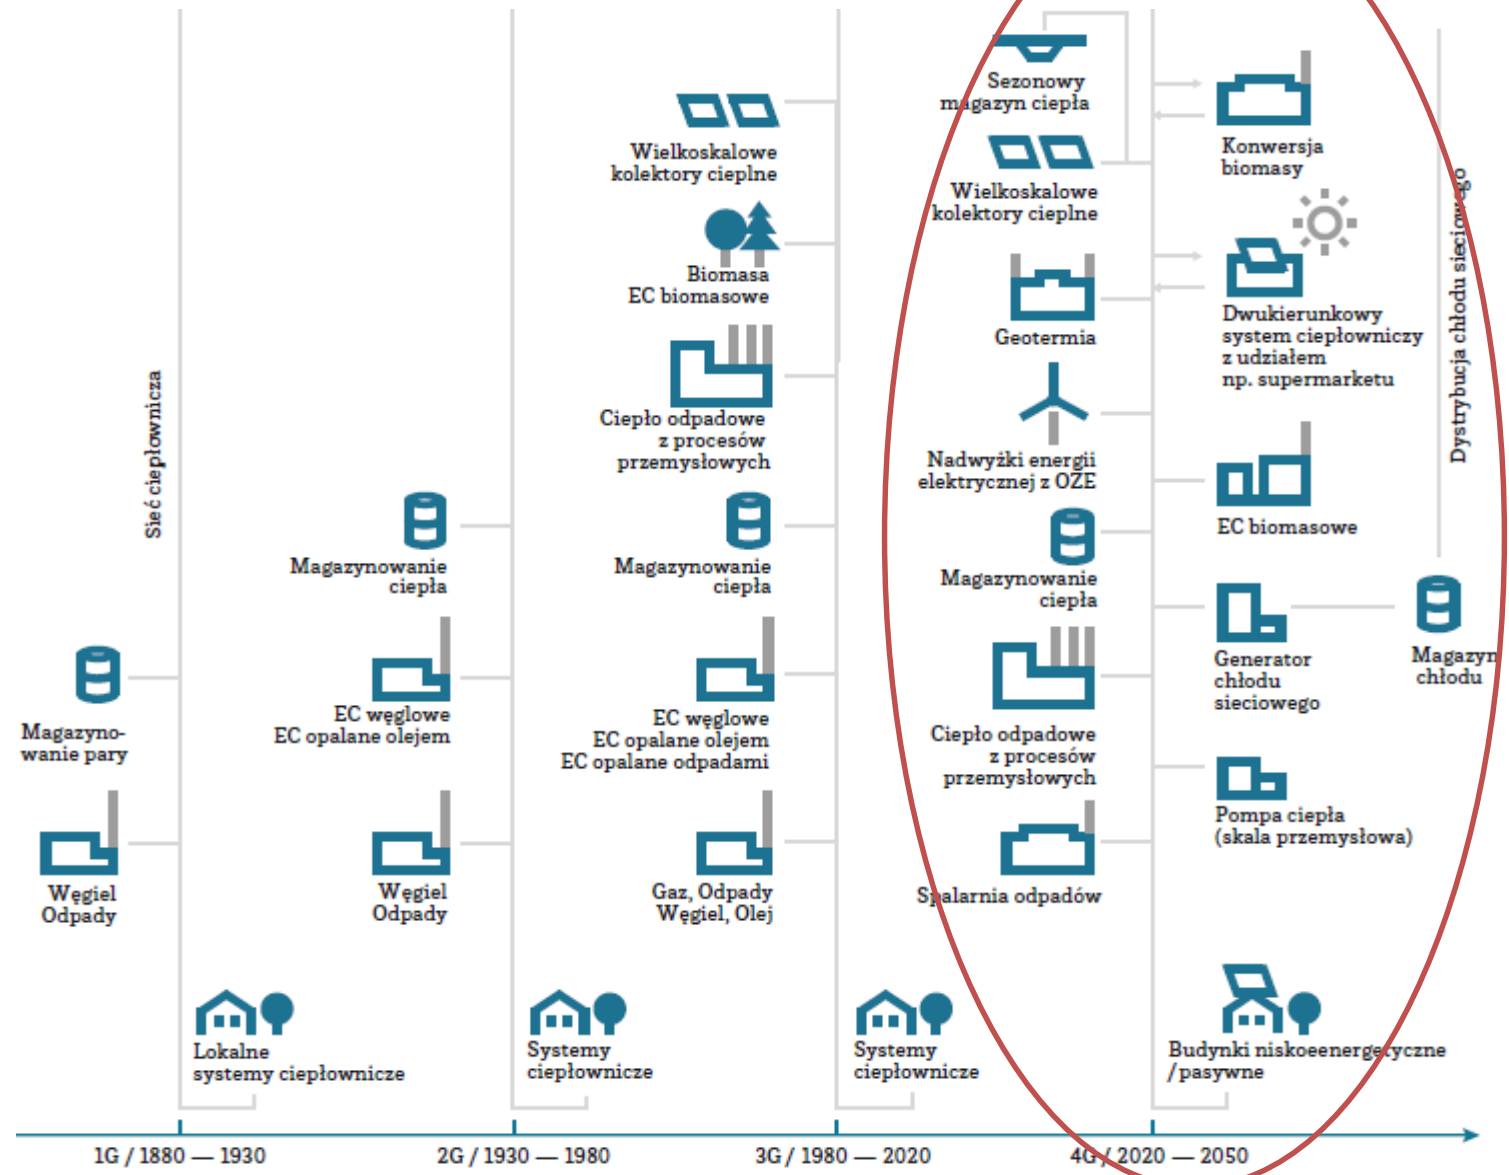 Sieć ciepłownicza
Magazyno-
wanie pary
Węgiel
Odpady
Lokalne
systemy ciepłownicze
1G / 1880 — 1930
Magazynowanie
ciepła
EC węglowe
EC opalane olejem
Węgiel
Odpady
Systemy
ciepłownicze
2G / 1930 — 1980
Wielkoskalowe
kolektory cieplne
Biomasa
EC biomasowe
Ciepło odpadowe
z procesów
przemysłowych
Magazynowanie
ciepła
EC węglowe
EC opalane olejem
EC opalane odpadami
Gaz, Odpady
Węgiel, Olej
Systemy
ciepłownicze
3G / 1980 — 2020
Sezonowy
magazyn ciepła
Wielkoskalowe
kolektory cieplne
Geotermia
Nadwyżki energii
elektrycznej z OZE
Magazynowanie
ciepła
Ciepło odpadowe
z procesów
przemysłowych
Spalarnia odpadów
Konwersja
biomasy
Dwukierunkowy
system ciepłowniczy
z udziałem
np. supermarketu
EC biomasowe
Generator
chłodu
sieciowego
Pompa ciepła
(skala przemysłowa)
Dystrybucja chłodu sieciowego
Magazyn
chłodu
Budynki niskoeenergetyczne
/pasywne
4G / 2020 — 2050